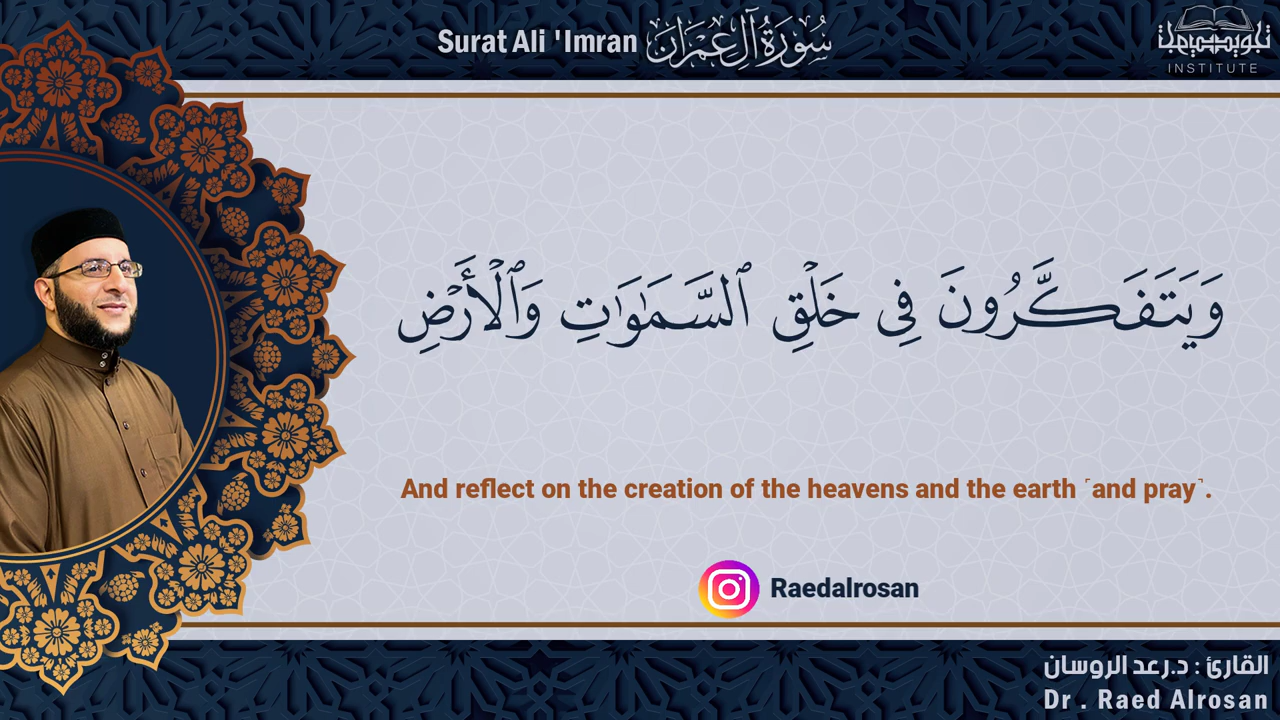 Surat Ali 'Imran سُورَةُ آلِ عِمْرَان
INSTITUTE
وَيَتَفَكَّرُونَ فِى خَلْقِ ٱلسَّمَـٰوَٰتِ وَٱلْأَرْضِ
And reflect on the creation of the heavens and the earth ˹and pray˺.
Raedalrosan
القارئ : د.رعد الروسان
Dr . Raed Alrosan